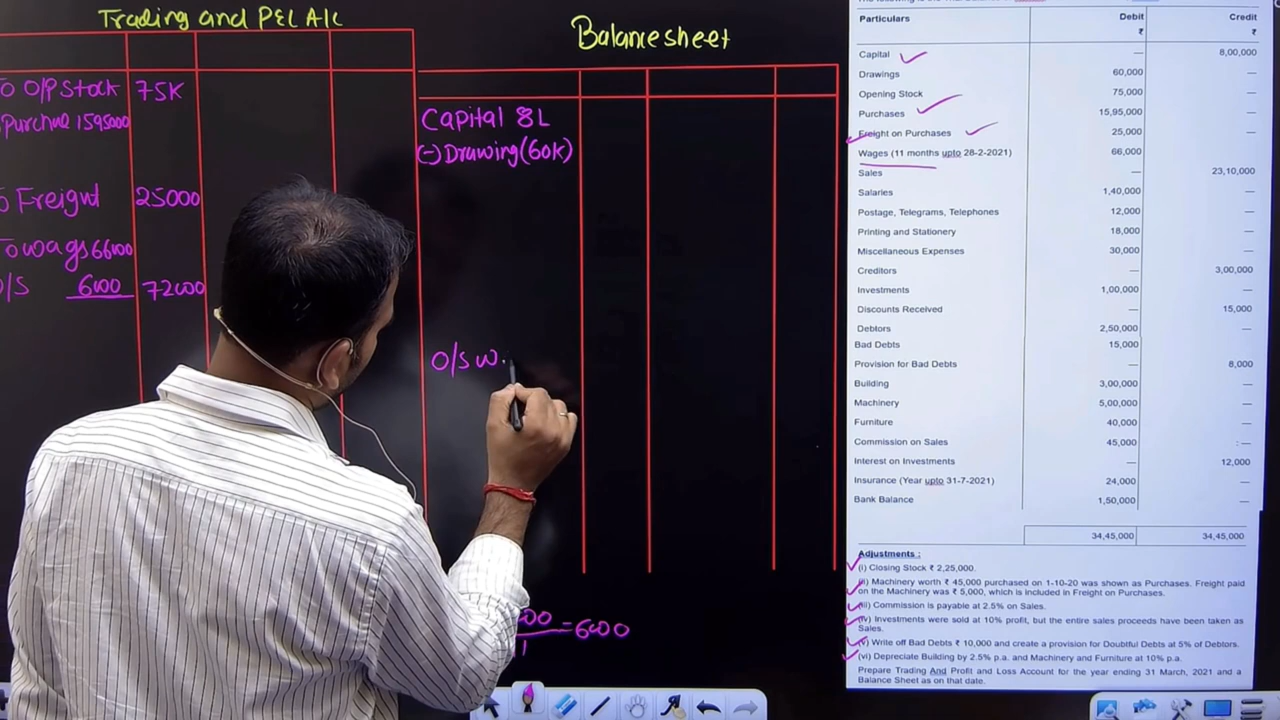 Trading and P&L A/c
Balance sheet
To O/P Stock 75K
Purchase 1595000
To Freight 25000
To wags 66000
O/S 6000 72000
Capital 8L
(-) Drawing (60K)
O/S w.
=6000
1
Particulars Debit Credit
₹ ₹
Capital — 8,00,000
Drawings 60,000 —
Opening Stock 75,000 —
Purchases 15,95,000 —
Freight on Purchases 25,000 —
Wages (11 months upto 28-2-2021) 66,000 —
Sales — 23,10,000
Salaries 1,40,000 —
Postage, Telegrams, Telephones 12,000 —
Printing and Stationery 18,000 —
Miscellaneous Expenses 30,000 —
Creditors — 3,00,000
Investments 1,00,000 —
Discounts Received — 15,000
Debtors 2,50,000 —
Bad Debts 15,000 —
Provision for Bad Debts — 8,000
Building 3,00,000 —
Machinery 5,00,000 —
Furniture 40,000 —
Commission on Sales 45,000 : —
Interest on Investments — 12,000
Insurance (Year upto 31-7-2021) 24,000 —
Bank Balance 1,50,000 —
34,45,000 34,45,000
Adjustments :
(i) Closing Stock ₹ 2,25,000.
(ii) Machinery worth ₹ 45,000 purchased on 1-10-20 was shown as Purchases. Freight paid
on the Machinery was ₹ 5,000, which is included in Freight on Purchases.
(iii) Commission is payable at 2.5% on Sales.
(iv) Investments were sold at 10% profit, but the entire sales proceeds have been taken as
Sales.
(v) Write off Bad Debts ₹ 10,000 and create a provision for Doubtful Debts at 5% of Debtors.
(vi) Depreciate Building by 2.5% p.a. and Machinery and Furniture at 10% p.a.
Prepare Trading And Profit and Loss Account for the year ending 31 March, 2021 and a
Balance Sheet as on that date.